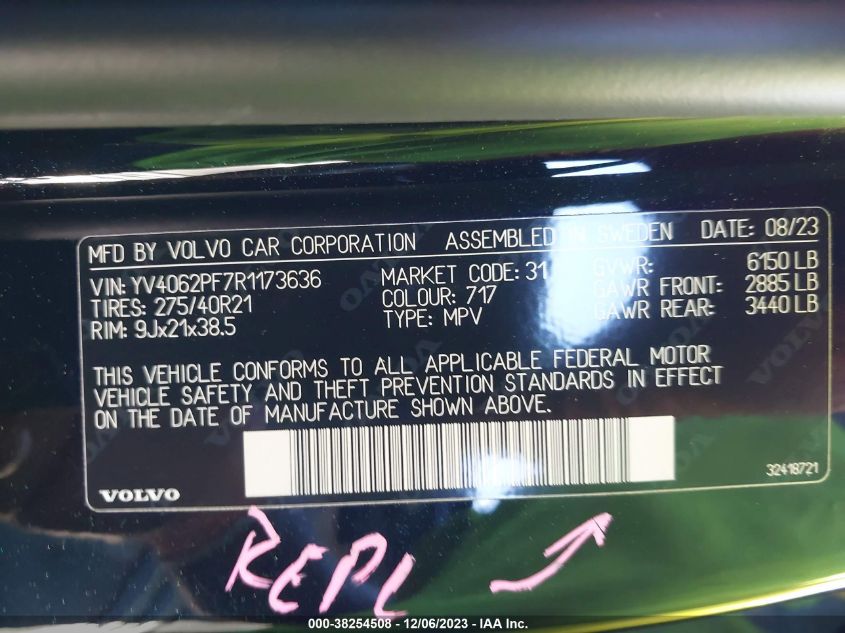 MFD BY VOLVO CAR CORPORATION ASSEMBLED IN SWEDEN DATE: 08/23
VIN: YV4062PF7R1173636 MARKET CODE: 31 GVWR: 6150 LB
TIRES: 275/40R21 COLOUR: 717 GAWR FRONT: 2885 LB
RIM: 9Jx21x38.5 TYPE: MPV GAWR REAR: 3440 LB
THIS VEHICLE CONFORMS TO ALL APPLICABLE FEDERAL MOTOR
VEHICLE SAFETY AND THEFT PREVENTION STANDARDS IN EFFECT
ON THE DATE OF MANUFACTURE SHOWN ABOVE.
32418721
VOLVO
REPL
000-38254508 - 12/06/2023 - IAA Inc.